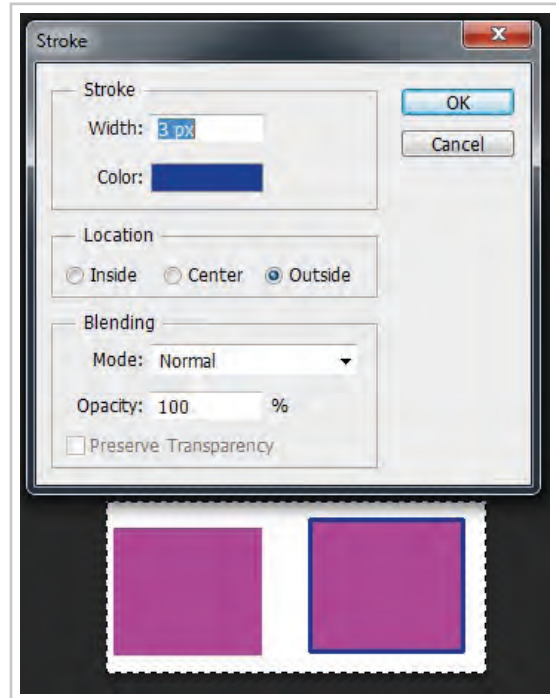 Stroke
Stroke
Width: 3 px
Color:
OK
Cancel
Location
Inside Center Outside
Blending
Mode: Normal
Opacity: 100 %
Preserve Transparency